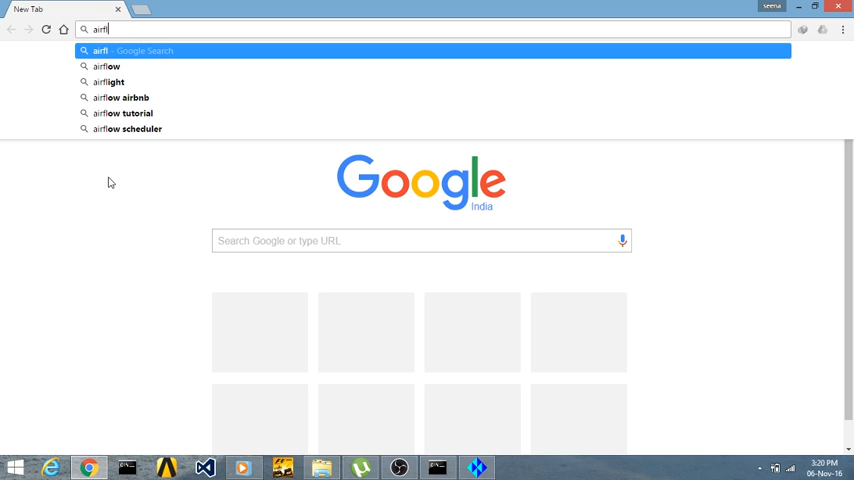 New Tab
seena
airfl
airfl - Google Search
airflow
airflight
airflow airbnb
airflow tutorial
airflow scheduler
Google
India
Search Google or type URL
3:20 PM
06-Nov-16